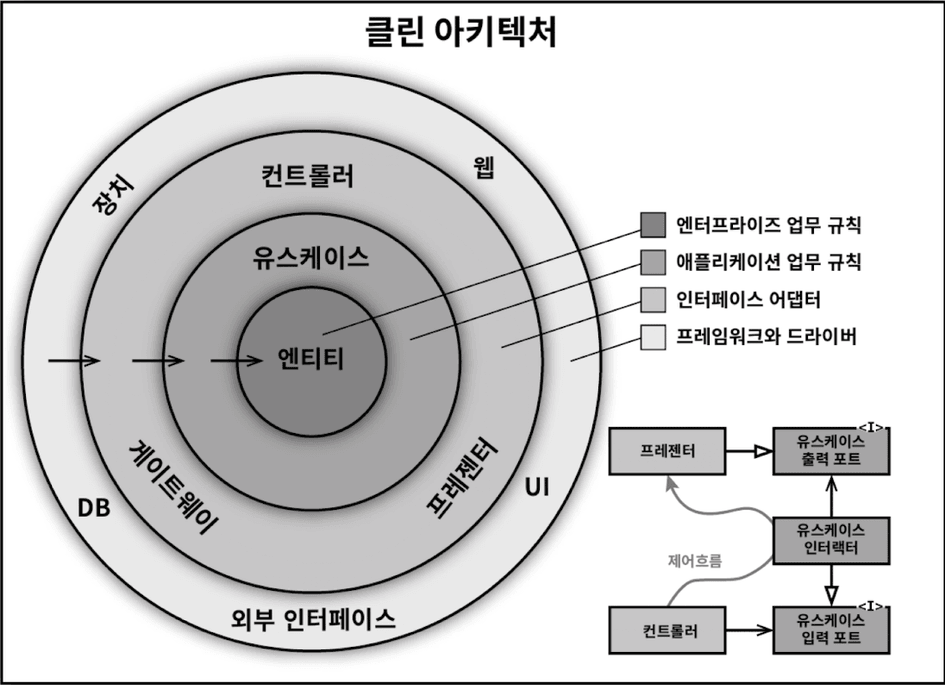 클린 아키텍처
장치
웹
컨트롤러
유스케이스
엔티티
게이트웨이
프레젠터
DB
UI
외부 인터페이스
엔터프라이즈 업무 규칙
애플리케이션 업무 규칙
인터페이스 어댑터
프레임워크와 드라이버
프레젠터
<I>
유스케이스
출력 포트
유스케이스
인터랙터
제어흐름
컨트롤러
<I>
유스케이스
입력 포트